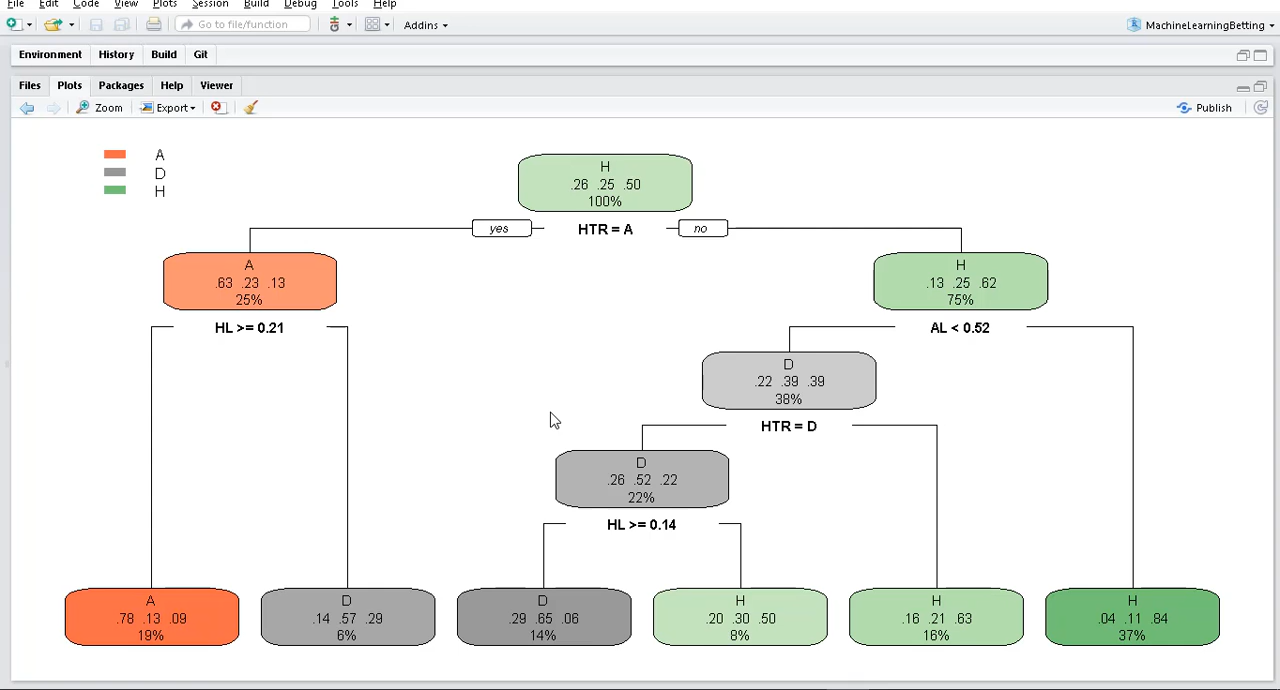 File Edit Code View Plots Session Build Debug Tools Help
Go to file/function Addins MachineLearningBetting
Environment History Build Git
Files Plots Packages Help Viewer
Zoom Export Publish
A
D
H
H
.26 .25 .50
100%
yes HTR = A no
A
.63 .23 .13
25%
HL >= 0.21
H
.13 .25 .62
75%
AL < 0.52
D
.22 .39 .39
38%
HTR = D
D
.26 .52 .22
22%
HL >= 0.14
A
.78 .13 .09
19%
D
.14 .57 .29
6%
D
.29 .65 .06
14%
H
.20 .30 .50
8%
H
.16 .21 .63
16%
H
.04 .11 .84
37%